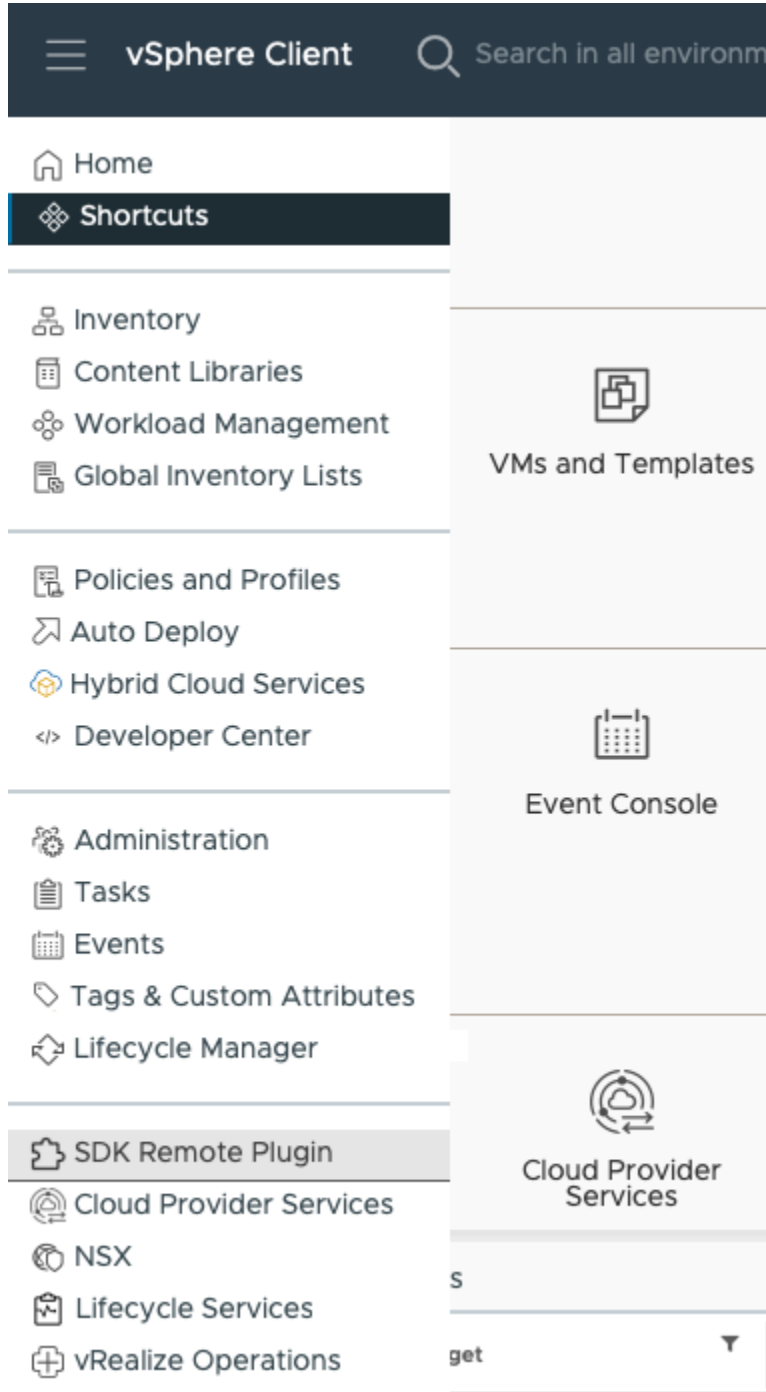 vSphere Client
Search in all environm
Home
Shortcuts
Inventory
Content Libraries
Workload Management
Global Inventory Lists
Policies and Profiles
Auto Deploy
Hybrid Cloud Services
Developer Center
Administration
Tasks
Events
Tags & Custom Attributes
Lifecycle Manager
SDK Remote Plugin
Cloud Provider Services
NSX
Lifecycle Services
vRealize Operations
VMs and Templates
Event Console
Cloud Provider
Services
s
get